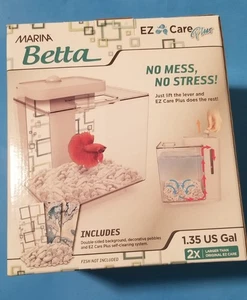 MARINA
EZ Care
Plus
Betta
NO MESS,
NO STRESS!
Just lift the lever and
EZ Care Plus does the rest!
INCLUDES
Double-sided background, decorative pebbles
and EZ Care Plus self-cleaning system.
FISH NOT INCLUDED
1.35 US Gal
2X LARGER THAN
ORIGINAL EZ CARE